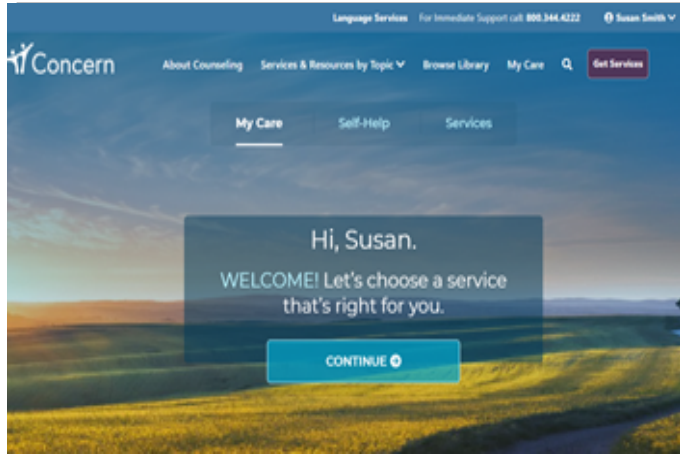 Language Services For Immediate Support call: 800.344.4222 Susan Smith
Concern
About Counseling Services & Resources by Topic Browse Library My Care Get Services
My Care Self-Help Services
Hi, Susan.
WELCOME! Let's choose a service
that's right for you.
CONTINUE